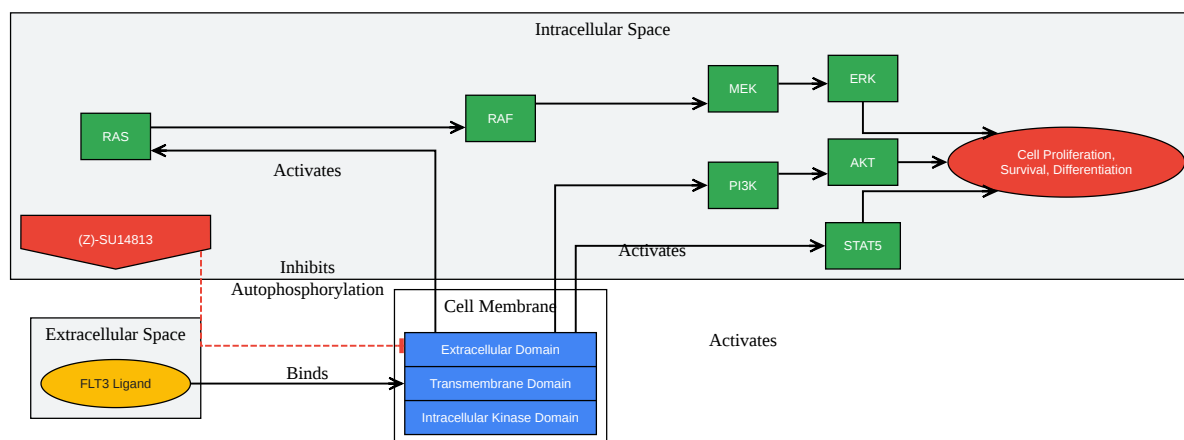 Intracellular Space
MEK
ERK
RAF
RAS
Cell Proliferation,
Survival, Differentiation
AKT
Activates
PI3K
(Z)-SU14813
STAT5
Activates
Inhibits
Autophosphorylation
Cell Membrane
Extracellular Space
Activates
Extracellular Domain
FLT3 Ligand
Binds
Transmembrane Domain
Intracellular Kinase Domain